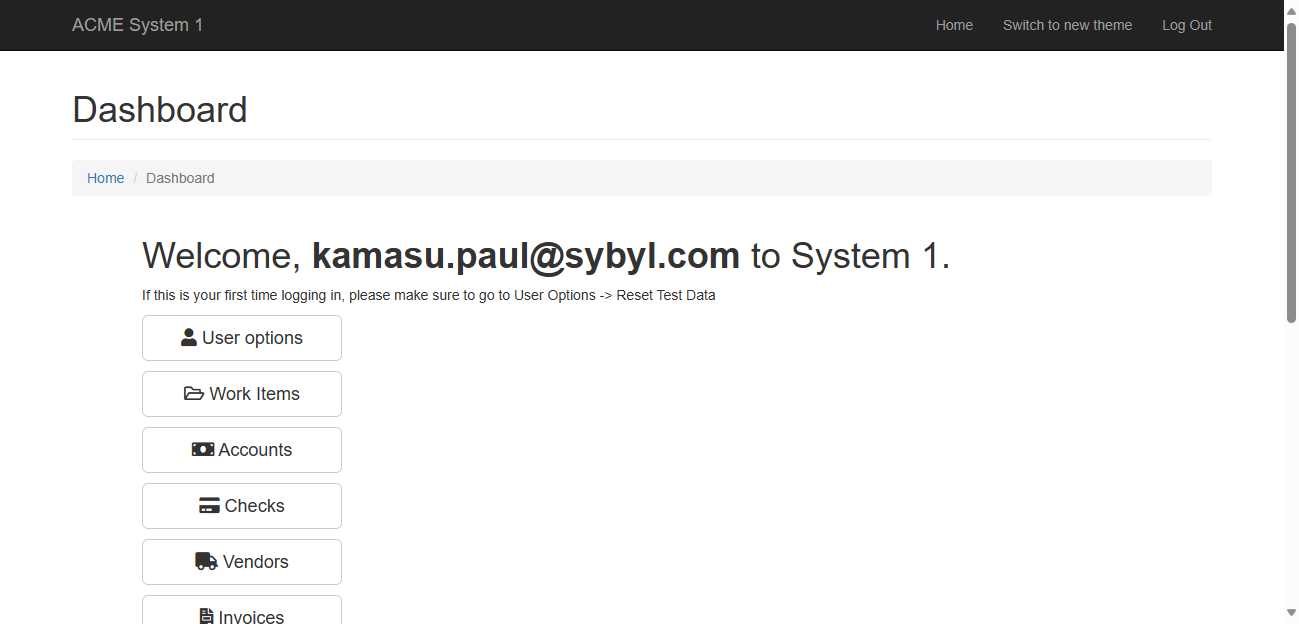 ACME System 1
Home
Switch to new theme
Log Out
Dashboard
Home / Dashboard
Welcome, kamasu.paul@sybyl.com to System 1.
If this is your first time logging in, please make sure to go to User Options -> Reset Test Data
User options
Work Items
Accounts
Checks
Vendors
Invoices